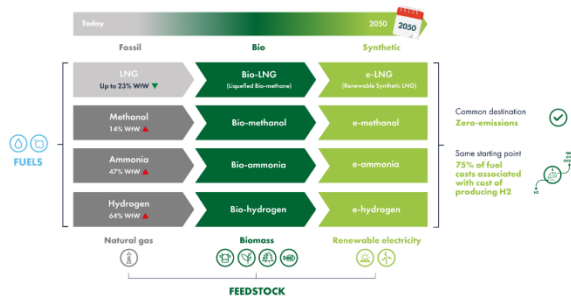 Today
2050
2050
Fossil
Bio
Synthetic
LNG
Up to 23% WtW
Bio-LNG
(Liquefied Bio-methane)
e-LNG
(Renewable Synthetic LNG)
Methanol
14% WtW
Bio-methanol
e-methanol
Ammonia
47% WtW
Bio-ammonia
e-ammonia
Hydrogen
64% WtW
Bio-hydrogen
e-hydrogen
FUELS
Common destination
Zero-emissions
Same starting point
75% of fuel
costs associated
with cost of
producing H2
Natural gas
Biomass
Renewable electricity
FEEDSTOCK